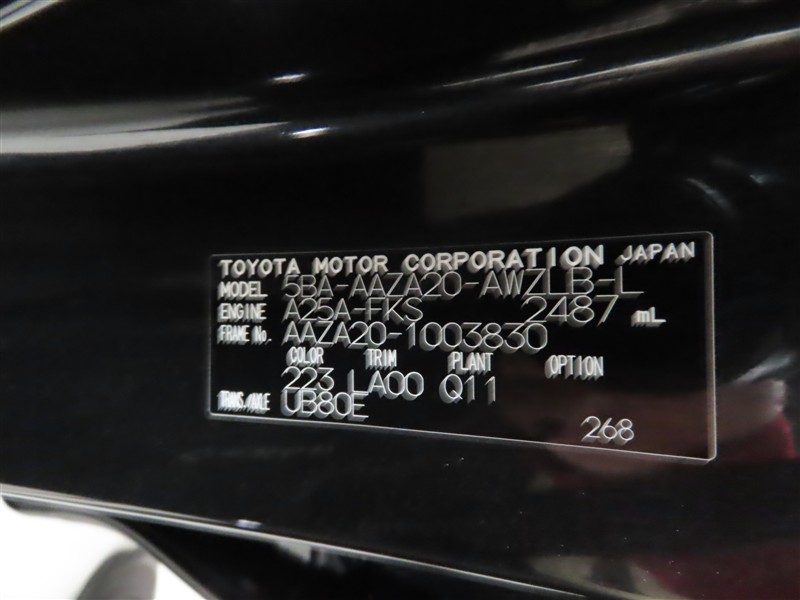 TOYOTA MOTOR CORPORATION JAPAN
MODEL 5BA-AAZA20-AWZLB-L
ENGINE A25A-FKS 2487 mL
FRAME No. AAZA20-1003830
COLOR TRIM PLANT OPTION
223 LA00 Q11
TRANS./AXLE UB80E
268